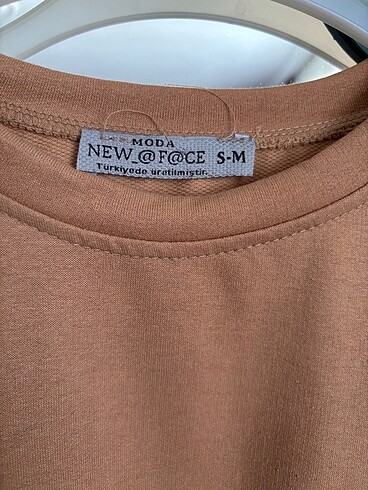 MODA
NEW_@F@CE S-M
Türkiyede üretilmiştir.